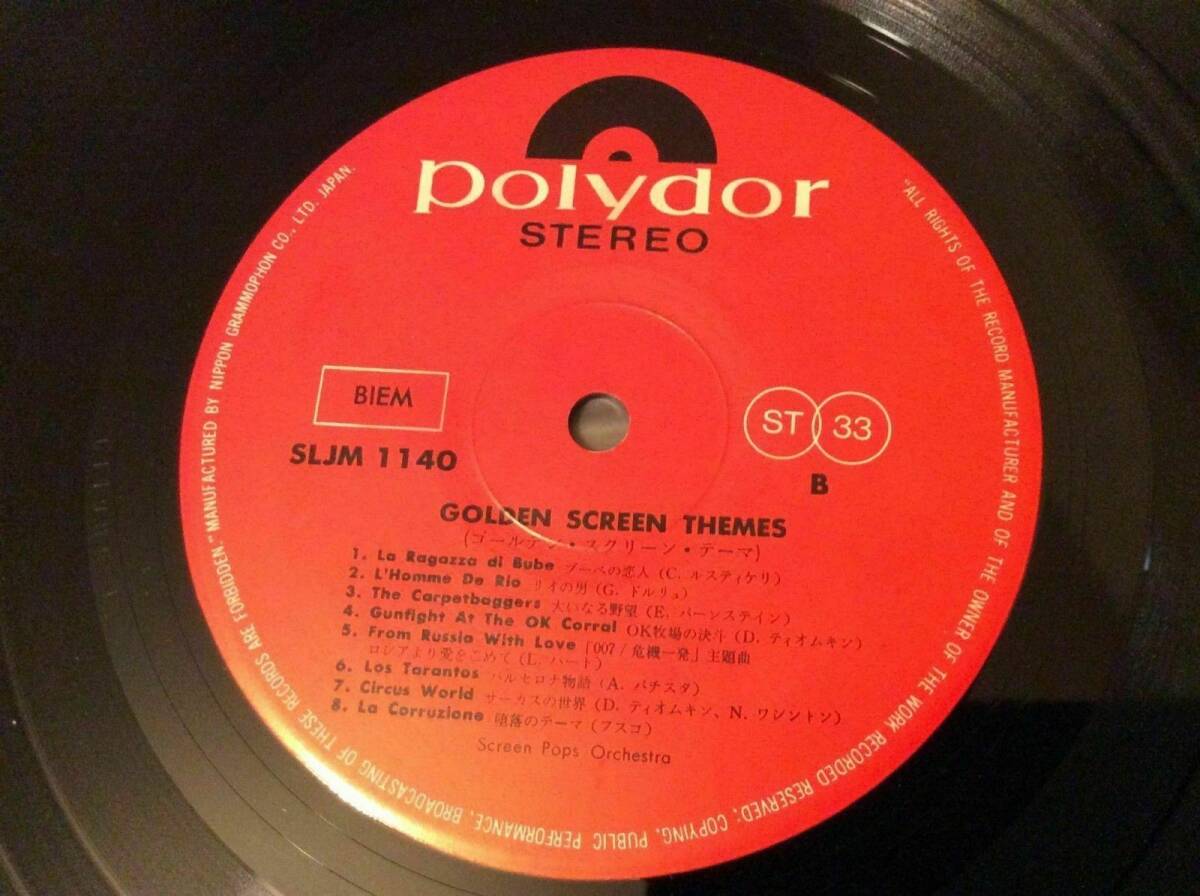 polydor
STEREO
BIEM
SLJM 1140
ST 33
B
GOLDEN SCREEN THEMES
(ゴールデン・スクリーン・テーマ)
1. La Ragazza di Bube ブーベの恋人 (C. ルスティケリ)
2. L'Homme De Rio リオの男 (G. ドルリュ)
3. The Carpetbaggers 大いなる野望 (E. バーンステイン)
4. Gunfight At The OK Corral OK牧場の決斗 (D. ティオムキン)
5. From Russia With Love「007/危機一発」主題曲
ロシアより愛をこめて (L. バート)
6. Los Tarantos バルセロナ物語 (A. バチスタ)
7. Circus World サーカスの世界 (D. ティオムキン、N. ワシントン)
8. La Corruzione 堕落のテーマ (フスコ)
Screen Pops Orchestra
"ALL RIGHTS OF THE RECORD MANUFACTURER AND OF THE OWNER OF THE WORK RECORDED RESERVED; COPYING, PUBLIC PERFORMANCE, BROADCASTING OF THESE RECORDS ARE FORBIDDEN." MANUFACTURED BY NIPPON GRAMMOPHON CO., LTD. JAPAN.